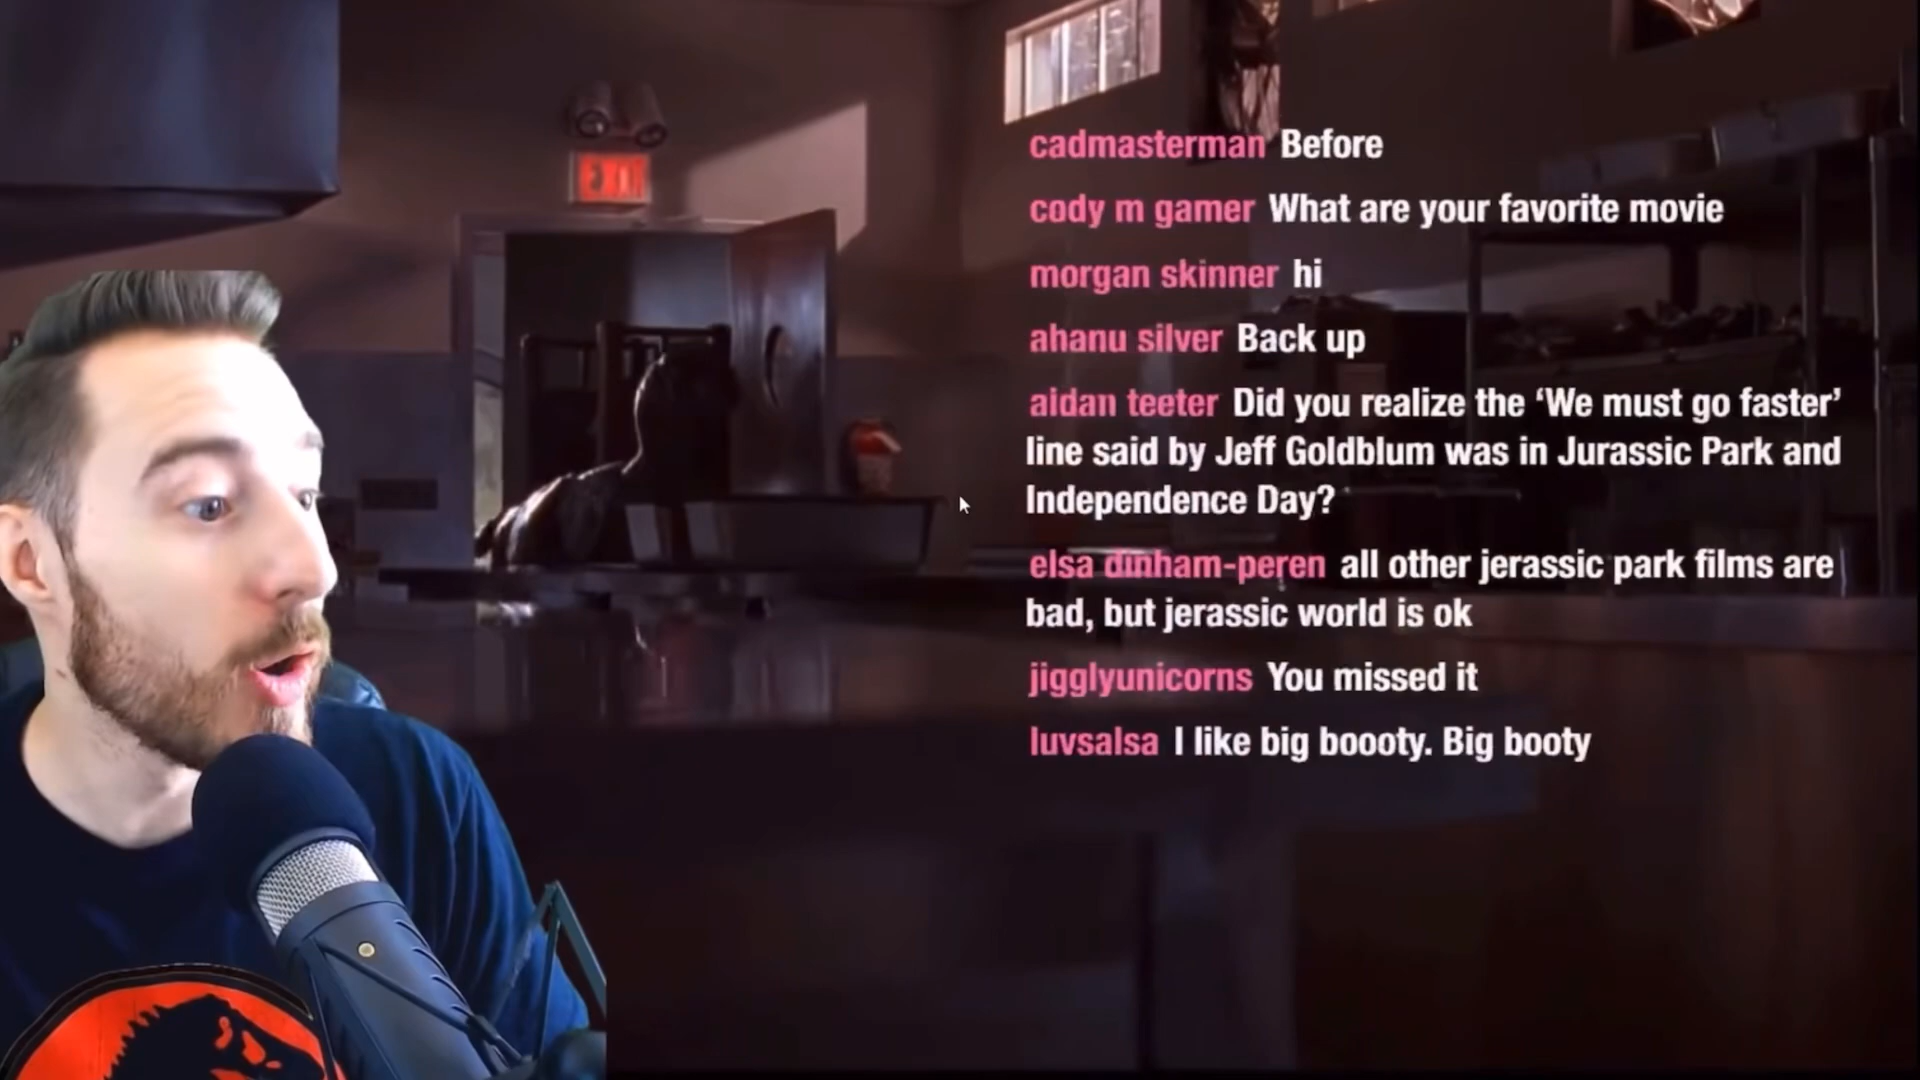 EXIT
cadmasterman Before
cody m gamer What are your favorite movie
morgan skinner hi
ahanu silver Back up
aidan teeter Did you realize the ‘We must go faster’
line said by Jeff Goldblum was in Jurassic Park and
Independence Day?
elsa dinham-peren all other jerassic park films are
bad, but jerassic world is ok
jigglyunicorns You missed it
luvsalsa I like big boooty. Big booty